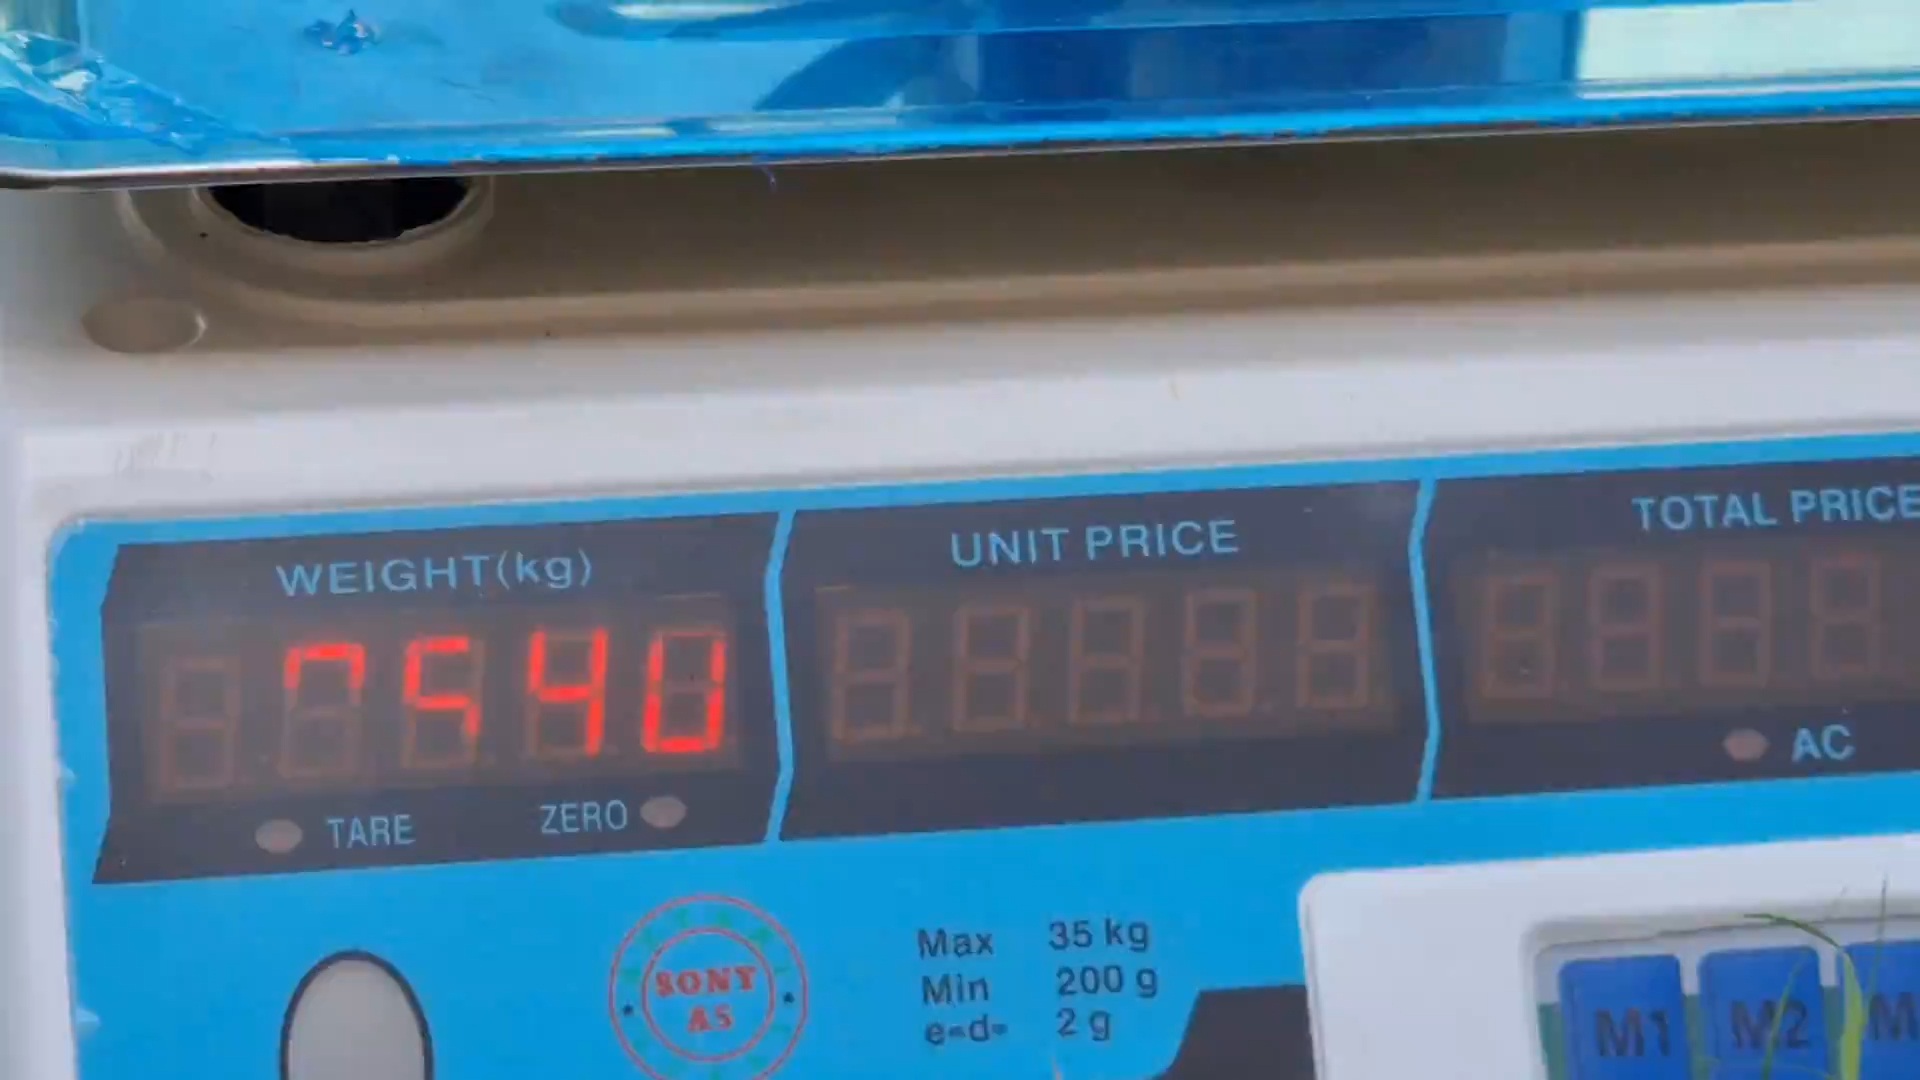 WEIGHT(kg)
UNIT PRICE
TOTAL PRICE
7540
TARE
ZERO
AC
SONY
A5
Max 35 kg
Min 200 g
e=d= 2 g
M1
M2